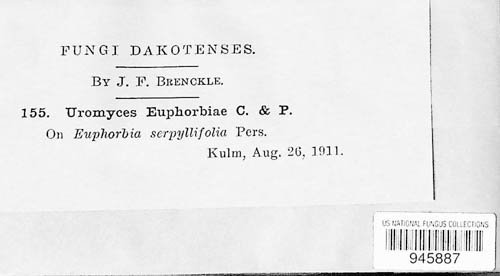 FUNGI DAKOTENSES.
BY J. F. BRENCKLE.
155. Uromyces Euphorbiae C. & P.
On Euphorbia serpyllifolia Pers.
Kulm, Aug. 26, 1911.
US NATIONAL FUNGUS COLLECTIONS
945887